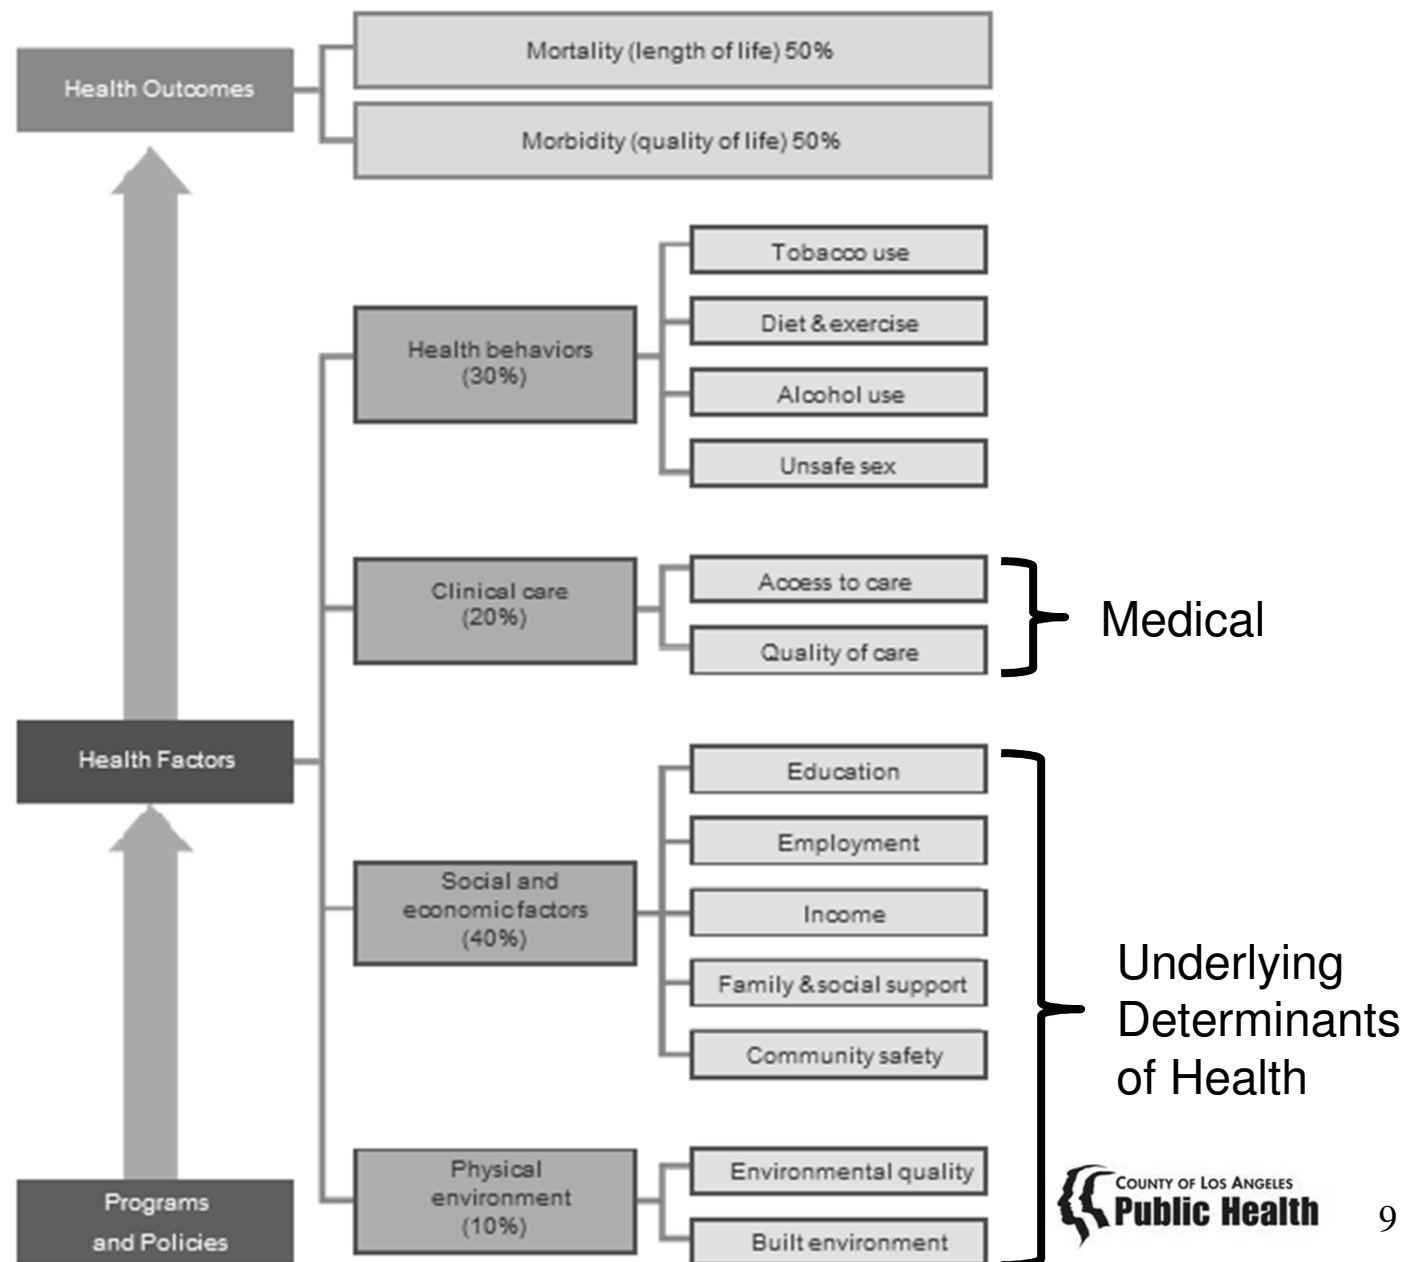 Health Outcomes
Mortality (length of life) 50%
Morbidity (quality of life) 50%
Health Factors
Health behaviors
(30%)
Tobacco use
Diet & exercise
Alcohol use
Unsafe sex
Clinical care
(20%)
Access to care
Quality of care
Medical
Social and
economic factors
(40%)
Education
Employment
Income
Family & social support
Community safety
Physical
environment
(10%)
Environmental quality
Built environment
Underlying
Determinants
of Health
Programs
and Policies
County of Los Angeles
Public Health
9